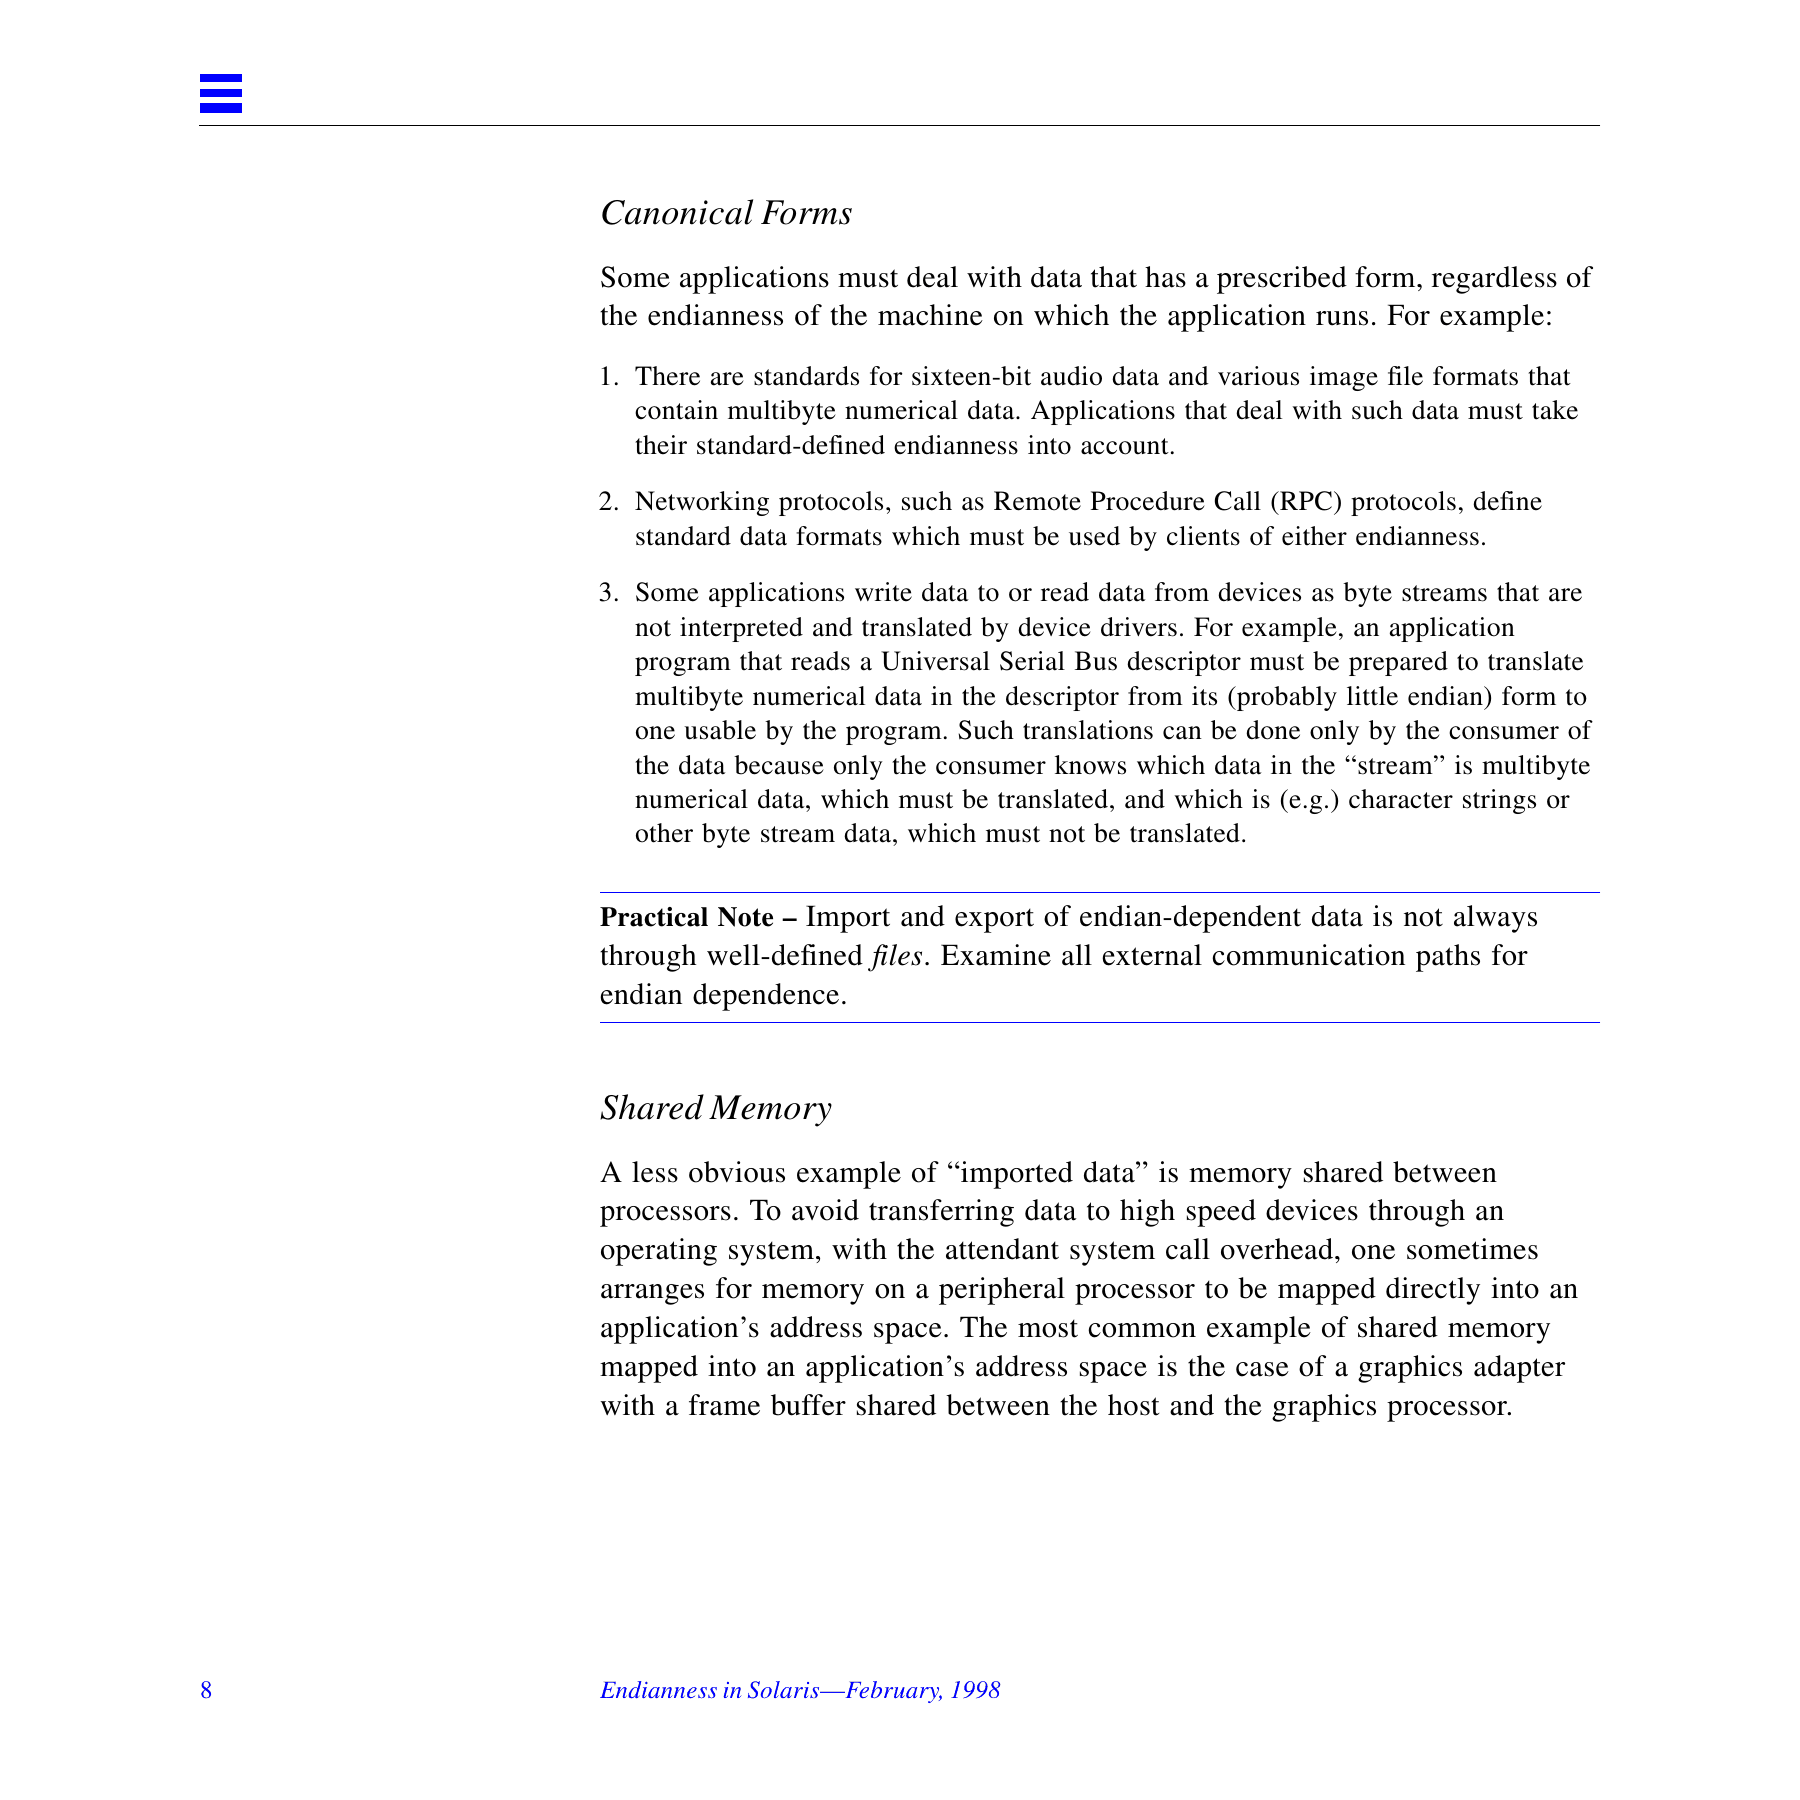 Canonical Forms
Some applications must deal with data that has a prescribed form, regardless of
the endianness of the machine on which the application runs. For example:
1. There are standards for sixteen-bit audio data and various image file formats that
contain multibyte numerical data. Applications that deal with such data must take
their standard-defined endianness into account.
2. Networking protocols, such as Remote Procedure Call (RPC) protocols, define
standard data formats which must be used by clients of either endianness.
3. Some applications write data to or read data from devices as byte streams that are
not interpreted and translated by device drivers. For example, an application
program that reads a Universal Serial Bus descriptor must be prepared to translate
multibyte numerical data in the descriptor from its (probably little endian) form to
one usable by the program. Such translations can be done only by the consumer of
the data because only the consumer knows which data in the “stream” is multibyte
numerical data, which must be translated, and which is (e.g.) character strings or
other byte stream data, which must not be translated.
Practical Note – Import and export of endian-dependent data is not always
through well-defined files. Examine all external communication paths for
endian dependence.
Shared Memory
A less obvious example of “imported data” is memory shared between
processors. To avoid transferring data to high speed devices through an
operating system, with the attendant system call overhead, one sometimes
arranges for memory on a peripheral processor to be mapped directly into an
application’s address space. The most common example of shared memory
mapped into an application’s address space is the case of a graphics adapter
with a frame buffer shared between the host and the graphics processor.
8 Endianness in Solaris—February, 1998